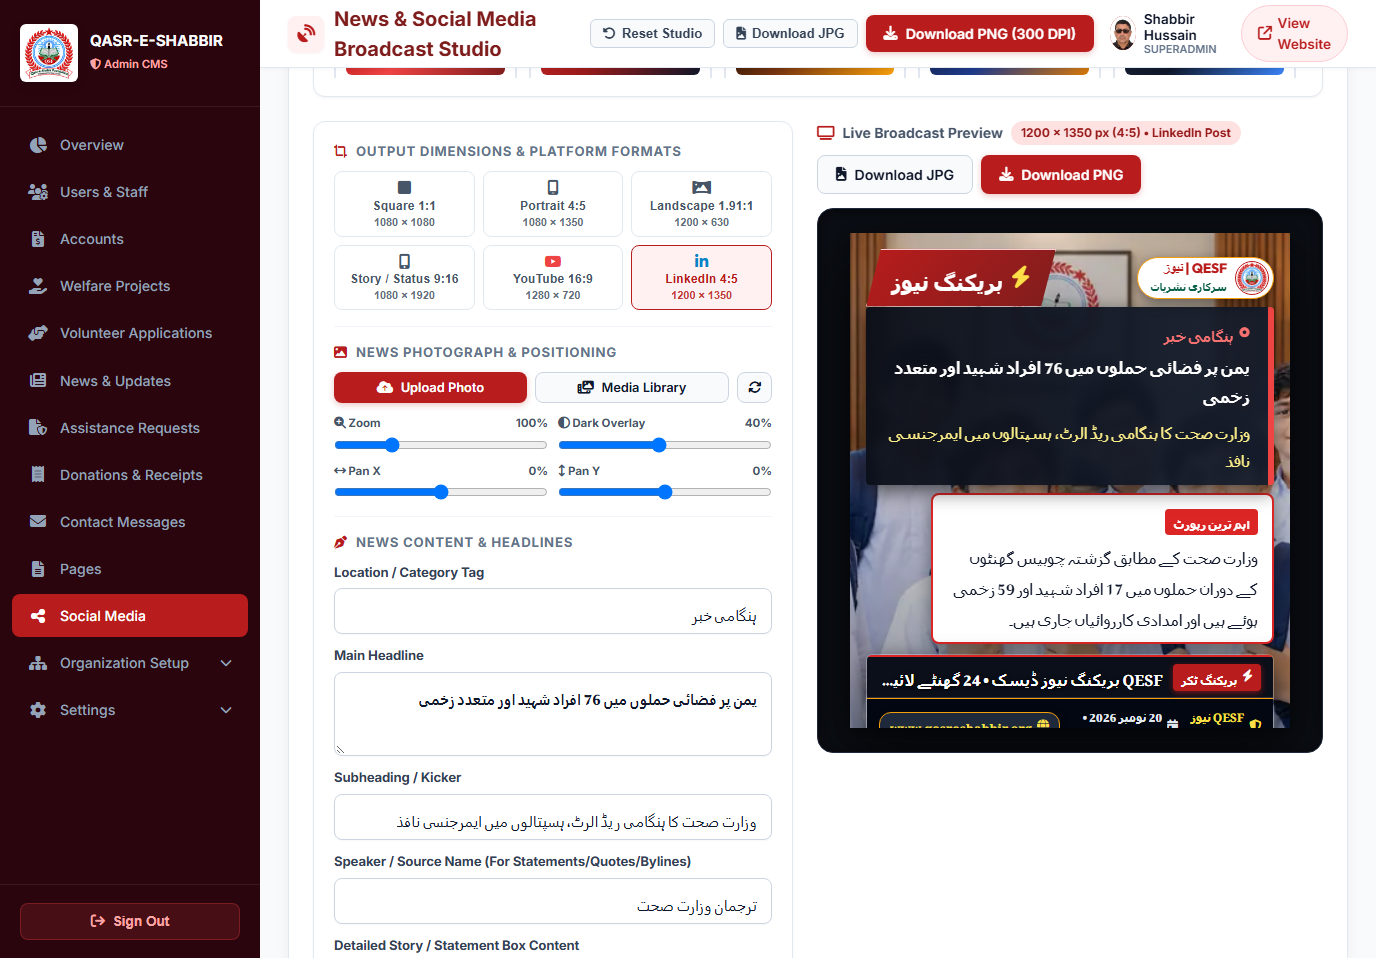 QASR-E-SHABBIR
Admin CMS
Overview
Users & Staff
Accounts
Welfare Projects
Volunteer Applications
News & Updates
Assistance Requests
Donations & Receipts
Contact Messages
Pages
Social Media
Organization Setup
Settings
Sign Out
News & Social Media
Broadcast Studio
Reset Studio
Download JPG
Download PNG (300 DPI)
Shabbir
Hussain
SUPERADMIN
View
Website
OUTPUT DIMENSIONS & PLATFORM FORMATS
Square 1:1
1080 × 1080
Portrait 4:5
1080 × 1350
Landscape 1.91:1
1200 × 630
Story / Status 9:16
1080 × 1920
YouTube 16:9
1280 × 720
LinkedIn 4:5
1200 × 1350
NEWS PHOTOGRAPH & POSITIONING
Upload Photo
Media Library
Zoom 100%
Dark Overlay 40%
Pan X 0%
Pan Y 0%
NEWS CONTENT & HEADLINES
Location / Category Tag
ہنگامی خبر
Main Headline
یمن پر فضائی حملوں میں 76 افراد شہید اور متعدد زخمی
Subheading / Kicker
وزارت صحت کا ہنگامی ریڈ الرٹ، ہسپتالوں میں ایمرجنسی نافذ
Speaker / Source Name (For Statements/Quotes/Bylines)
ترجمان وزارت صحت
Detailed Story / Statement Box Content
Live Broadcast Preview
1200 × 1350 px (4:5) • LinkedIn Post
Download JPG
Download PNG
بریکنگ نیوز
QESF | نیوز
سرکاری نشریات
ہنگامی خبر
یمن پر فضائی حملوں میں 76 افراد شہید اور متعدد
زخمی
وزارت صحت کا ہنگامی ریڈ الرٹ، ہسپتالوں میں ایمرجنسی
نافذ
اہم ترین رپورٹ
وزارت صحت کے مطابق گزشتہ چوبیس گھنٹوں
کے دوران حملوں میں 17 افراد شہید اور 59 زخمی
ہوئے ہیں اور امدادی کارروائیاں جاری ہیں۔
بریکنگ ٹکر
QESF بریکنگ نیوز ڈیسک • 24 گھنٹے لائیـ...
QESF نیوز
20 نومبر 2026 •
www.qasreshabbir.org